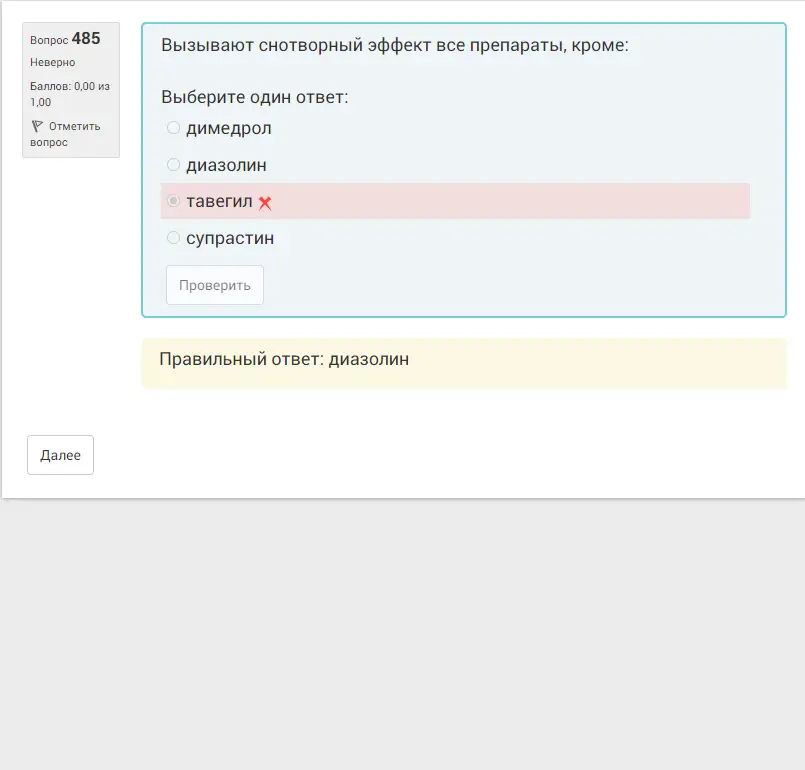 Вопрос 485
Неверно
Баллов: 0,00 из
1,00
Отметить
вопрос
Вызывают снотворный эффект все препараты, кроме:
Выберите один ответ:
димедрол
диазолин
тавегил
супрастин
Проверить
Правильный ответ: диазолин
Далее